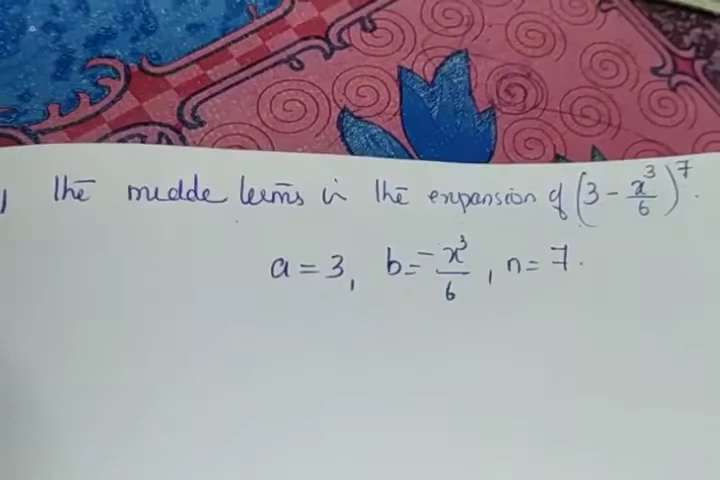 the middle terms in the expansion of (3 - x³/6)⁷.
a = 3, b = -x³/6, n = 7.